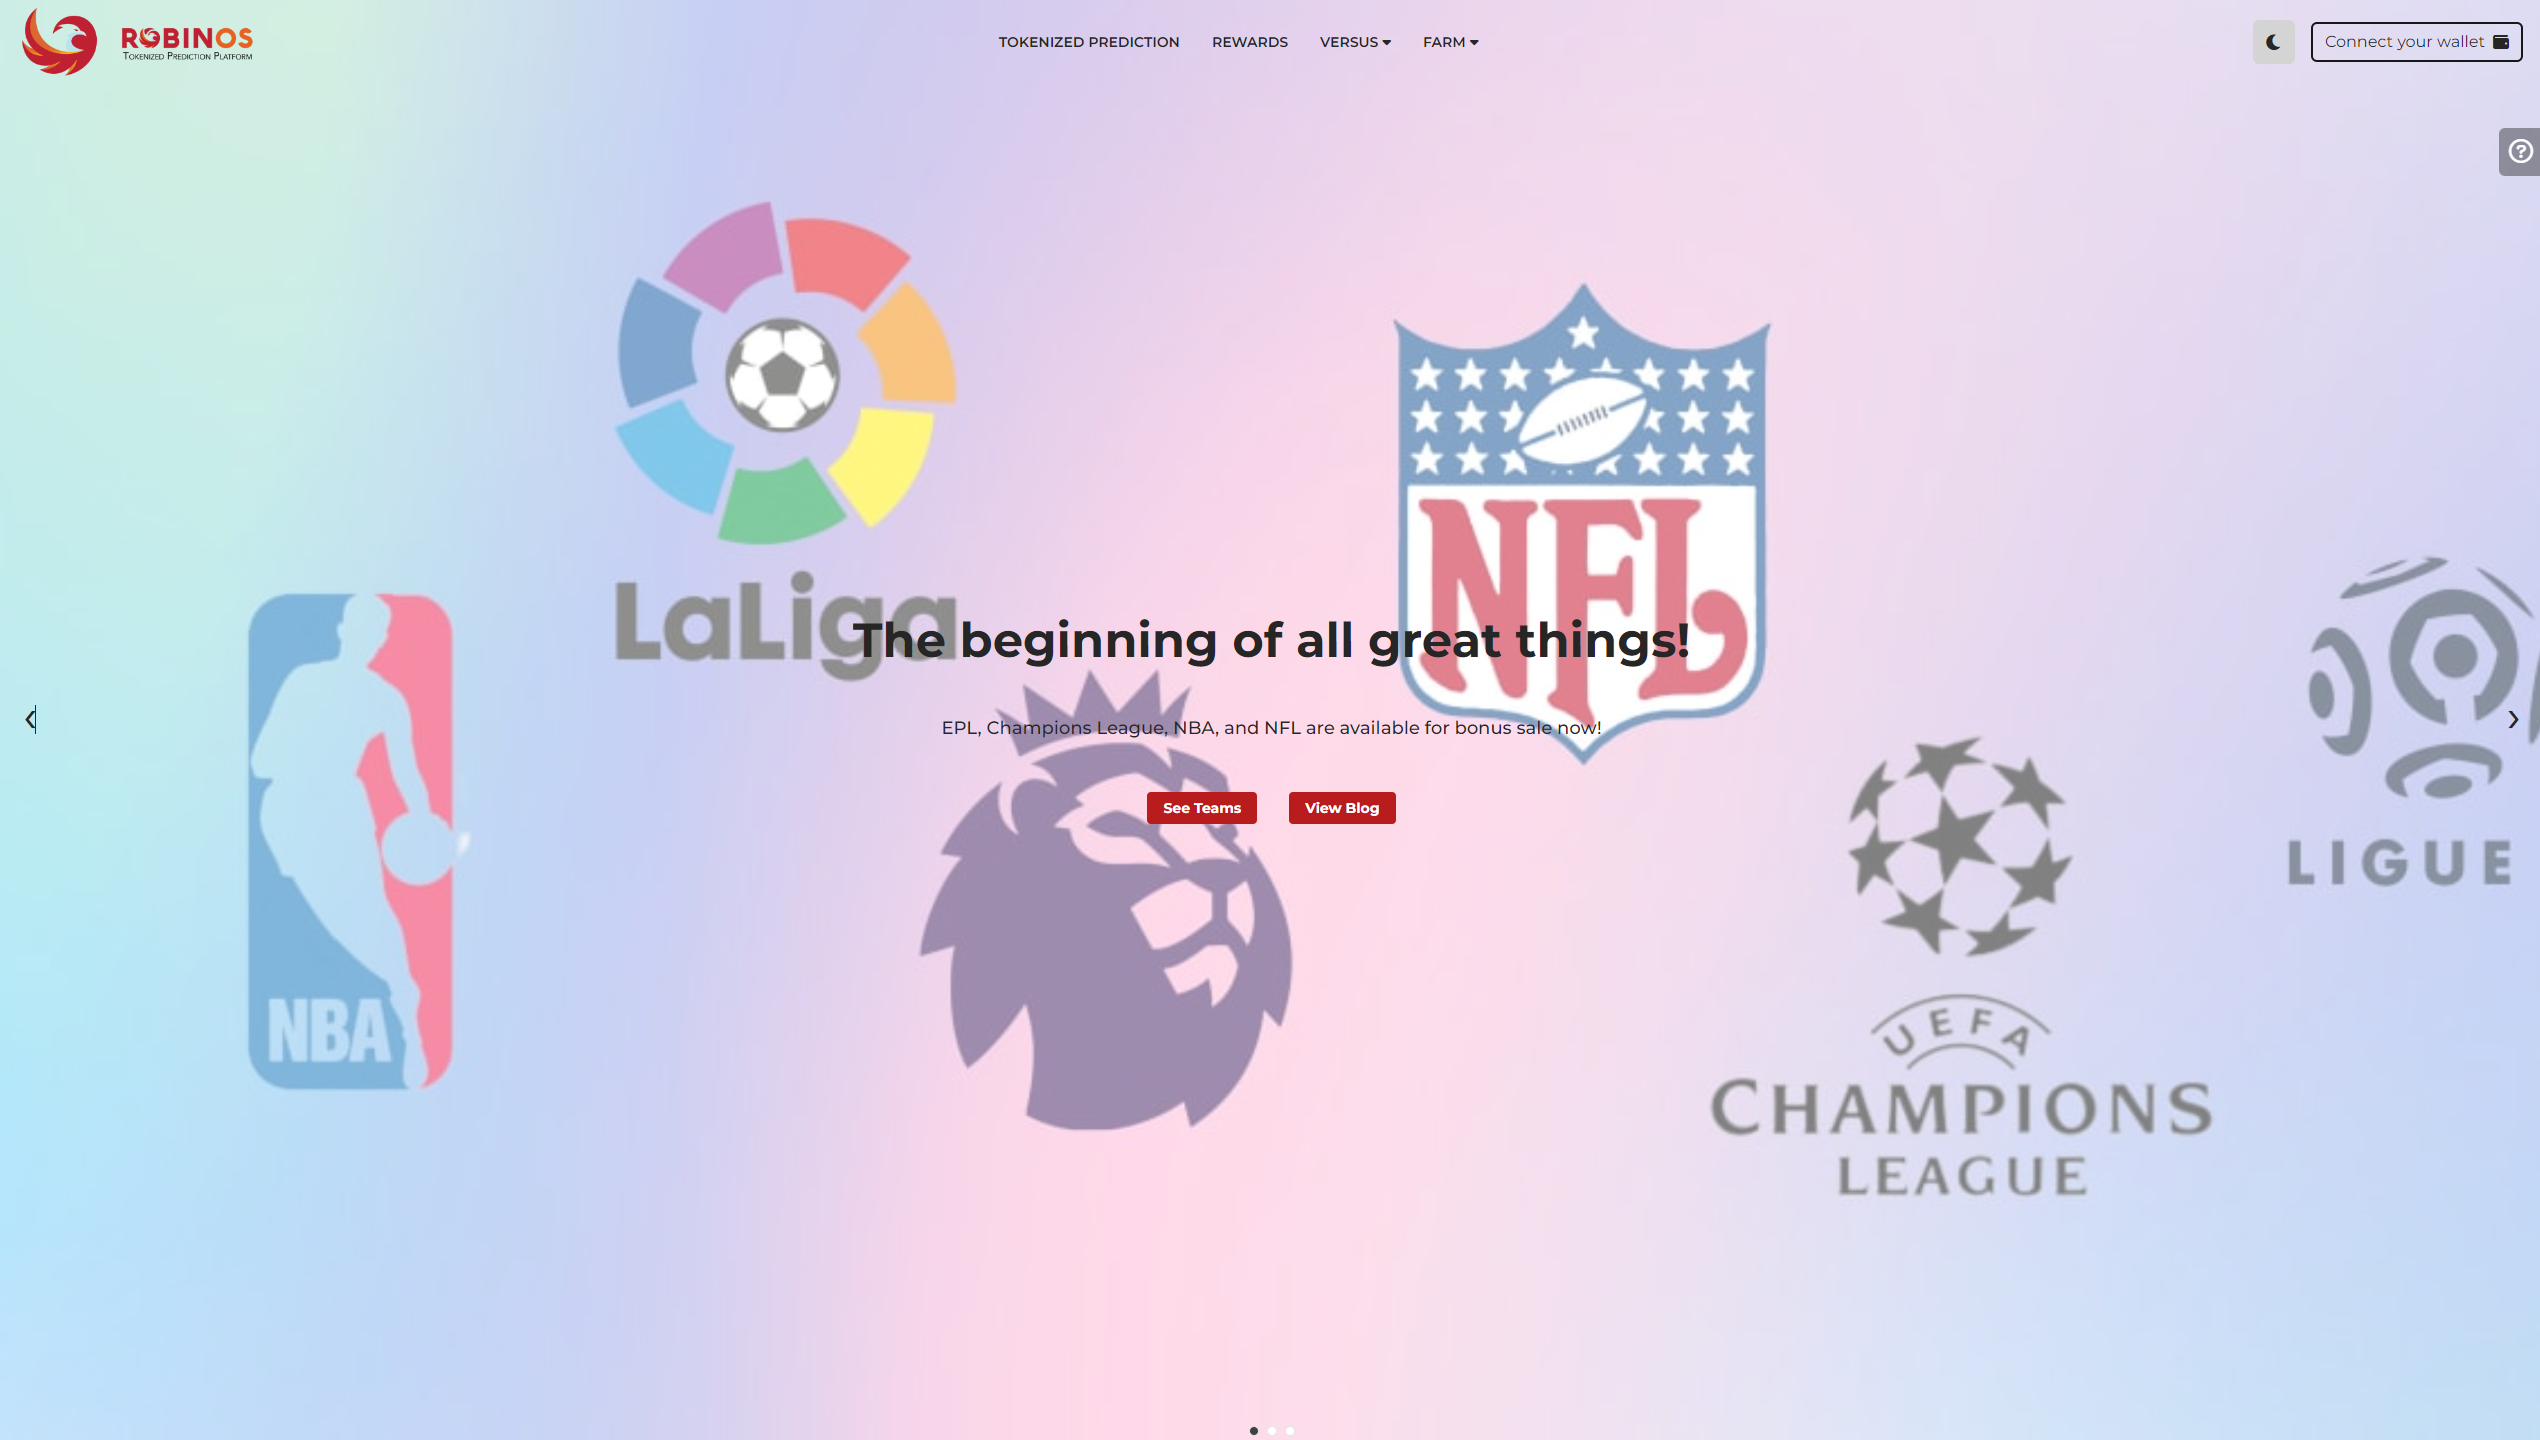 ROBINOS
TOKENIZED PREDICTION PLATFORM
TOKENIZED PREDICTION
REWARDS
VERSUS
FARM
Connect your wallet
LaLiga
NFL
The beginning of all great things!
EPL, Champions League, NBA, and NFL are available for bonus sale now!
See Teams
View Blog
LIGUE
NBA
UEFA
CHAMPIONS
LEAGUE